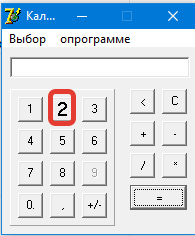 Кал...
Выбор опрограмме
1 2 3 < C
4 5 6 + -
7 8 9 / *
0. , +/- =